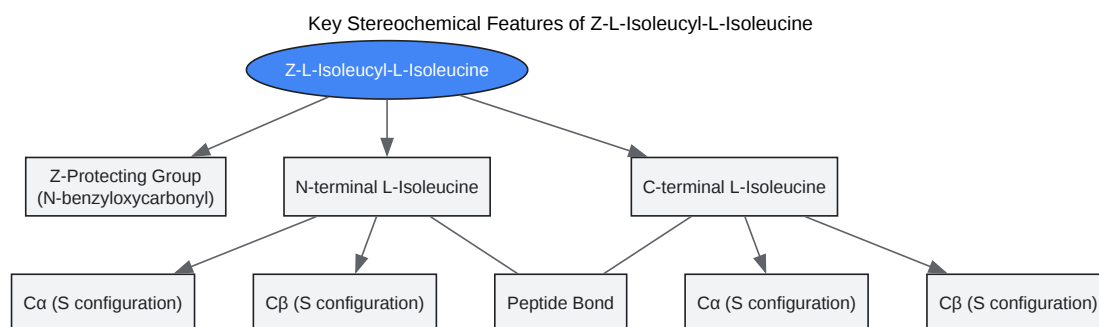 Key Stereochemical Features of Z-L-Isoleucyl-L-Isoleucine
Z-L-Isoleucyl-L-Isoleucine
Z-Protecting Group
(N-benzyloxycarbonyl)
N-terminal L-Isoleucine
C-terminal L-Isoleucine
Cα (S configuration)
Cβ (S configuration)
Peptide Bond
Cα (S configuration)
Cβ (S configuration)